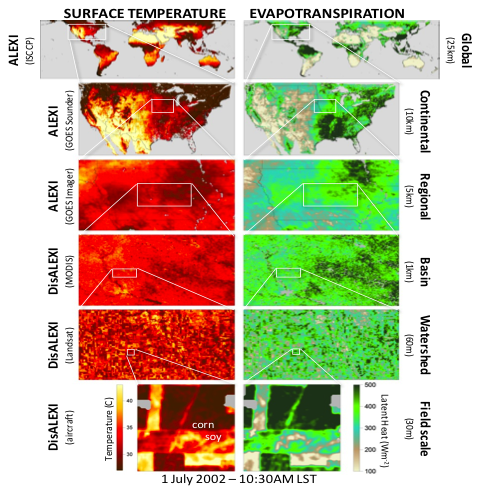 SURFACE TEMPERATURE EVAPOTRANSPIRATION
ALEXI
(ISCCP)
Global
(25km)
ALEXI
(GOES Sounder)
Continental
(10km)
ALEXI
(GOES Imager)
Regional
(5km)
DisALEXI
(MODIS)
Basin
(1km)
DisALEXI
(Landsat)
Watershed
(60m)
DisALEXI
(aircraft)
Temperature (C)
40
35
30
corn
soy
500
400
300
200
100
Latent Heat (Wm-2)
Field scale
(30m)
1 July 2002 – 10:30AM LST